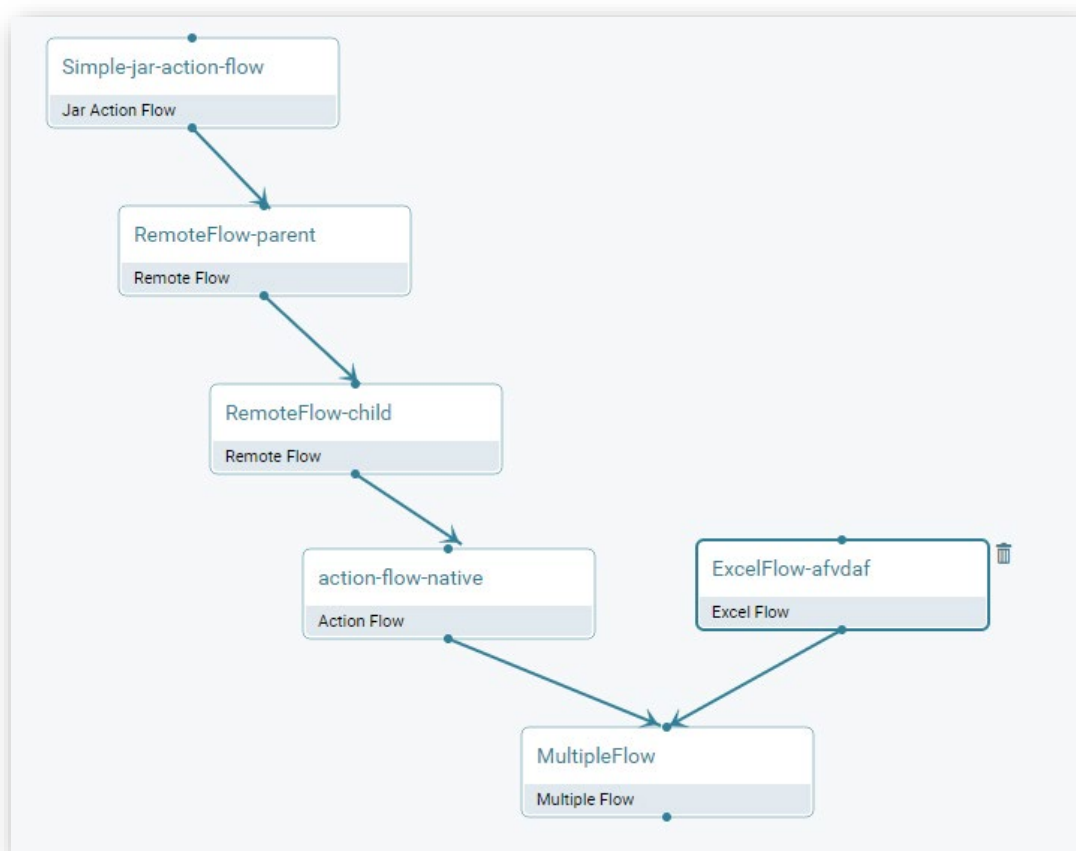 Simple-jar-action-flow
Jar Action Flow
RemoteFlow-parent
Remote Flow
RemoteFlow-child
Remote Flow
action-flow-native
Action Flow
ExcelFlow-afvdaf
Excel Flow
MultipleFlow
Multiple Flow